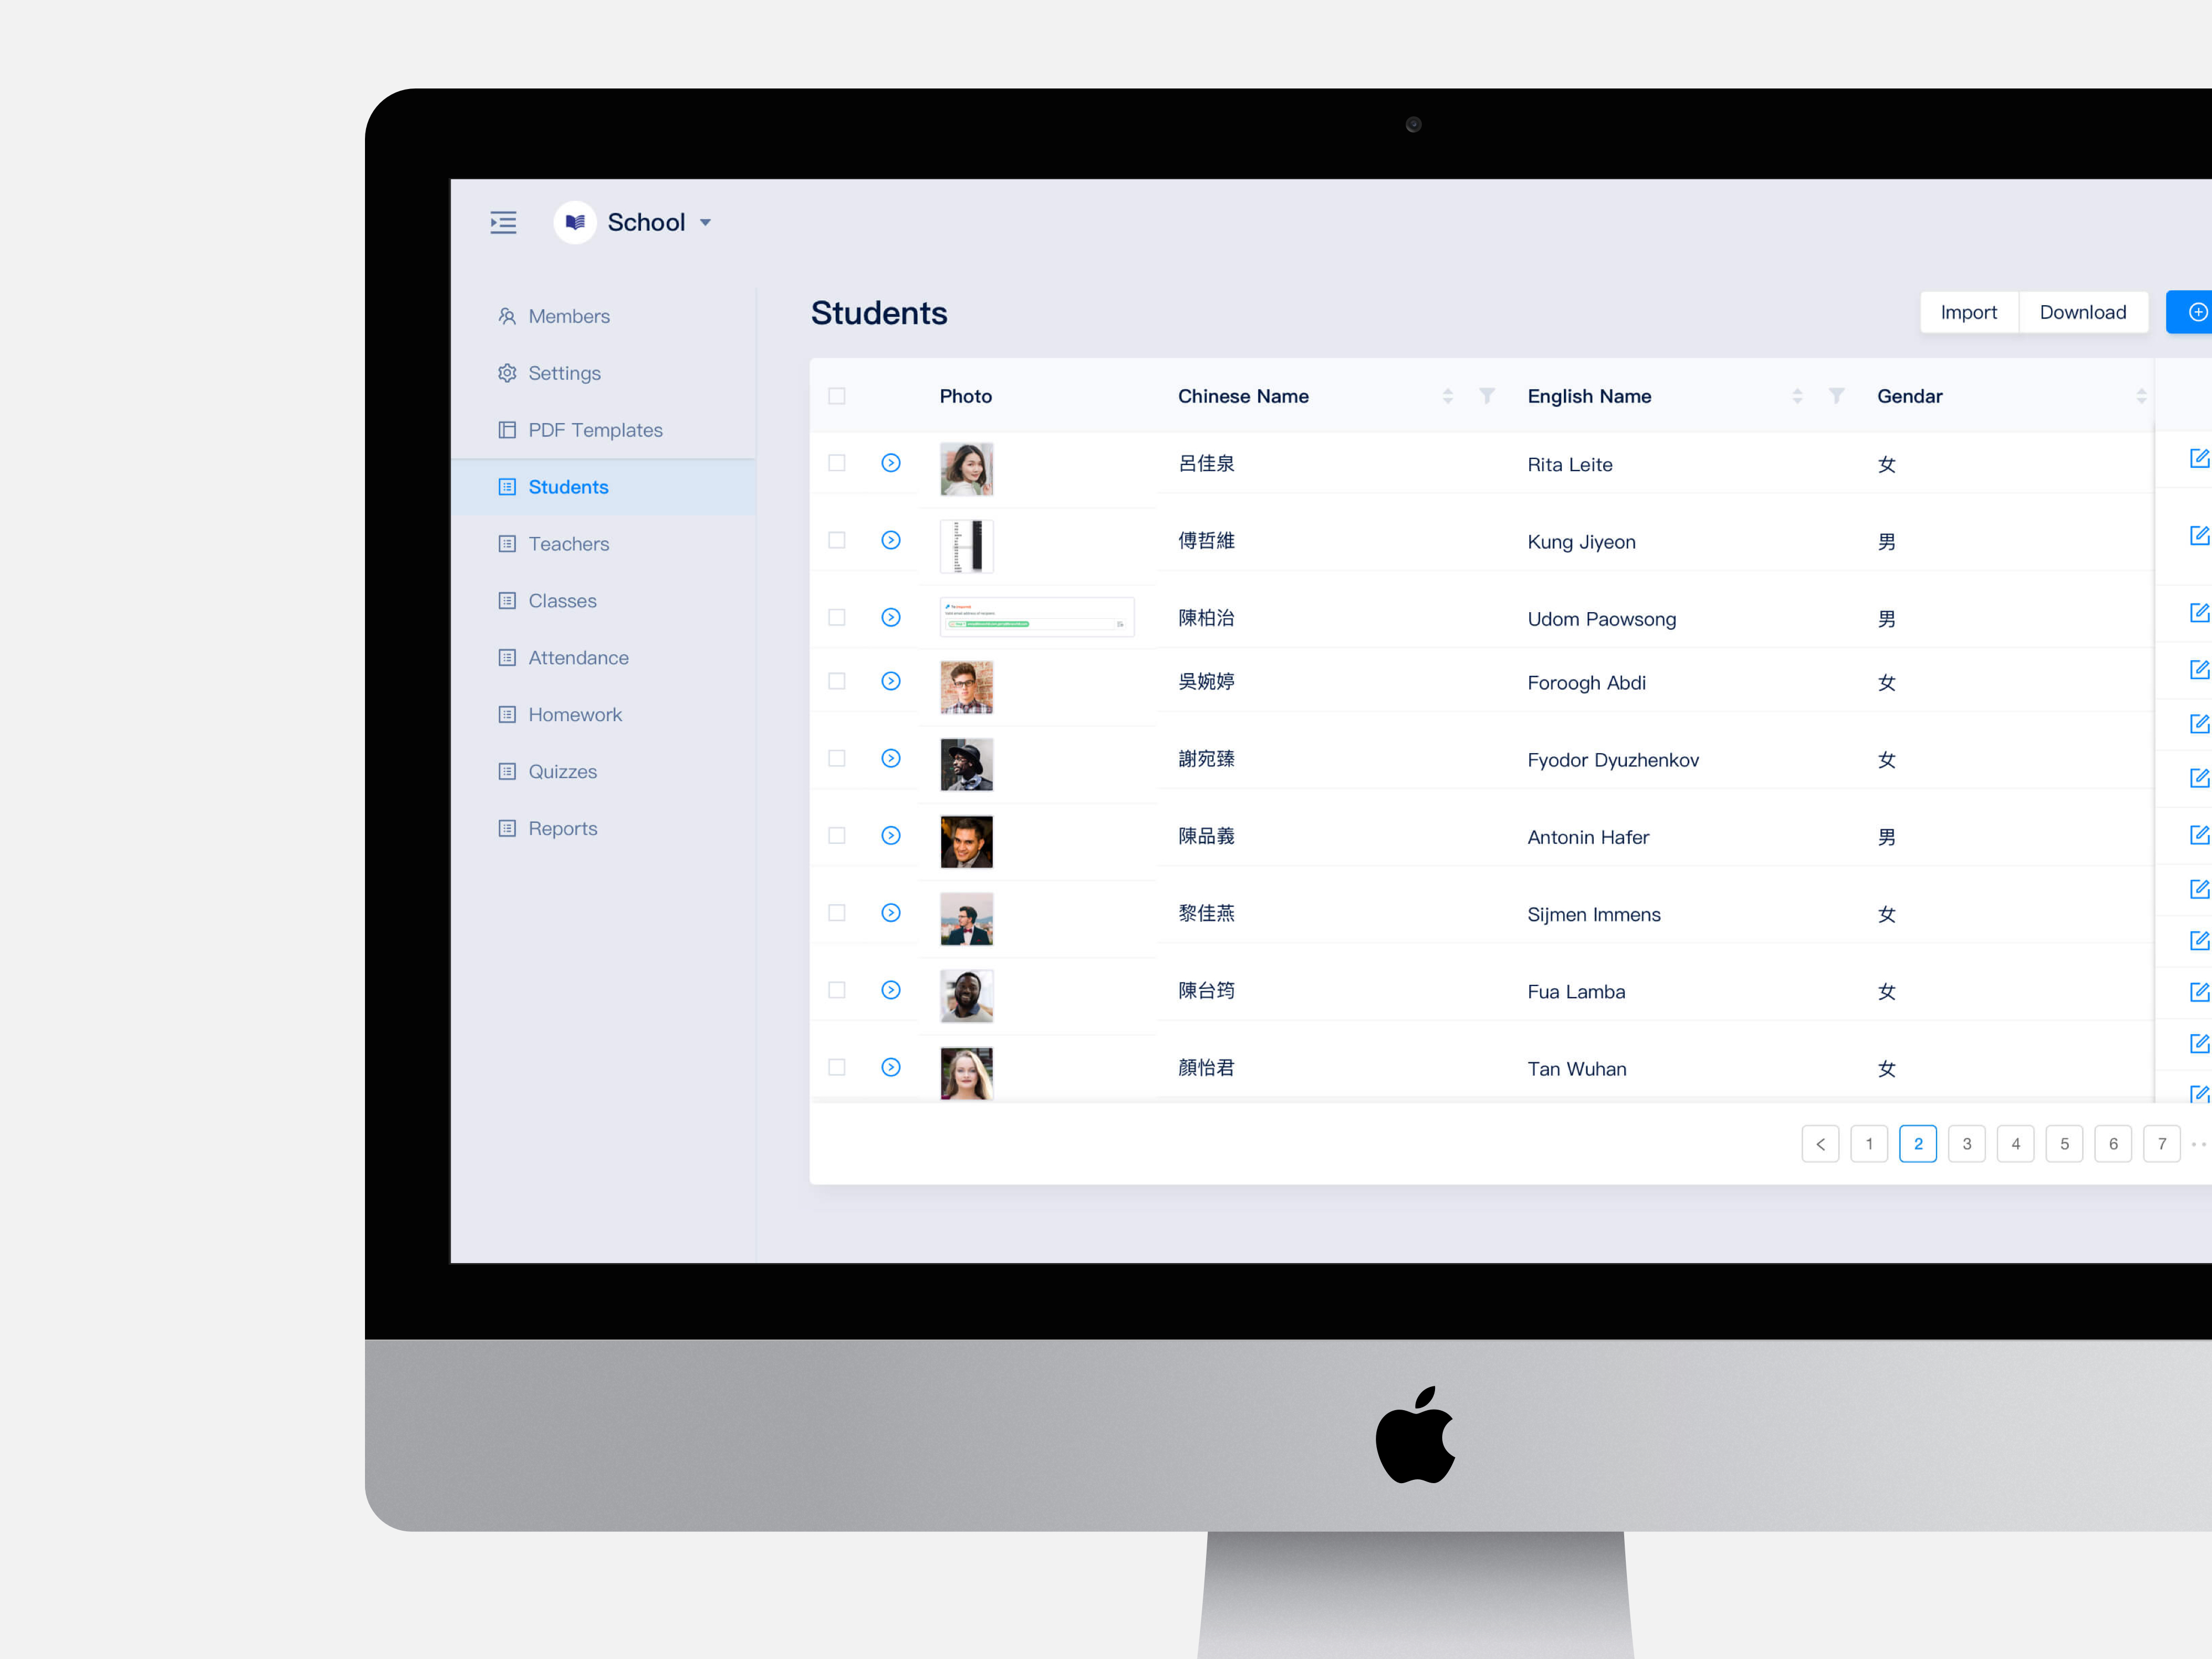 School
Members
Settings
PDF Templates
Students
Teachers
Classes
Attendance
Homework
Quizzes
Reports
Students
Import Download
Photo Chinese Name English Name Gendar
呂佳泉 Rita Leite 女
傅哲維 Kung Jiyeon 男
陳柏治 Udom Paowsong 男
吳婉婷 Foroogh Abdi 女
謝宛臻 Fyodor Dyuzhenkov 女
陳品義 Antonin Hafer 男
黎佳燕 Sijmen Immens 女
陳台筠 Fua Lamba 女
顏怡君 Tan Wuhan 女
1 2 3 4 5 6 7